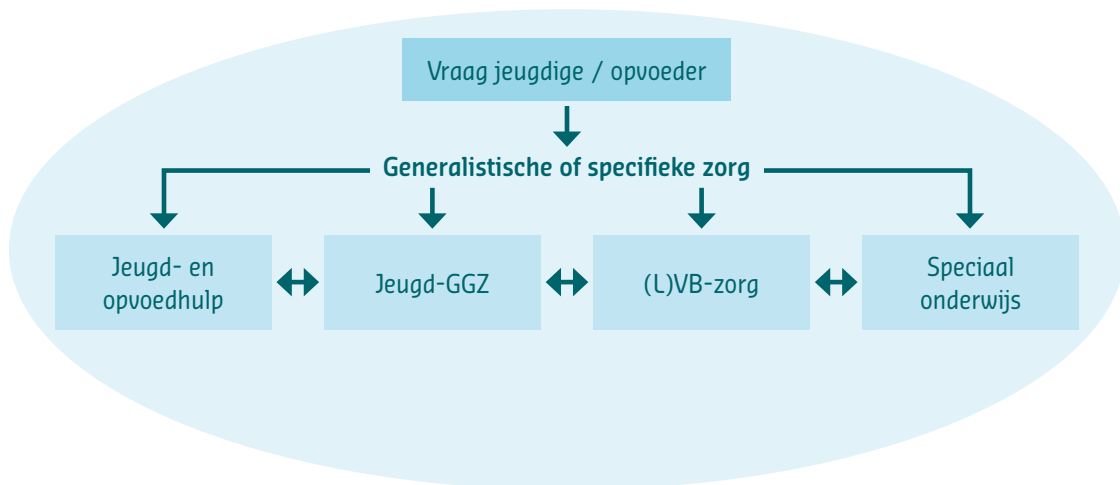 Vraag jeugdige / opvoeder
Generalistische of specifieke zorg
Jeugd- en
opvoedhulp
Jeugd-GGZ
(L)VB-zorg
Speciaal
onderwijs